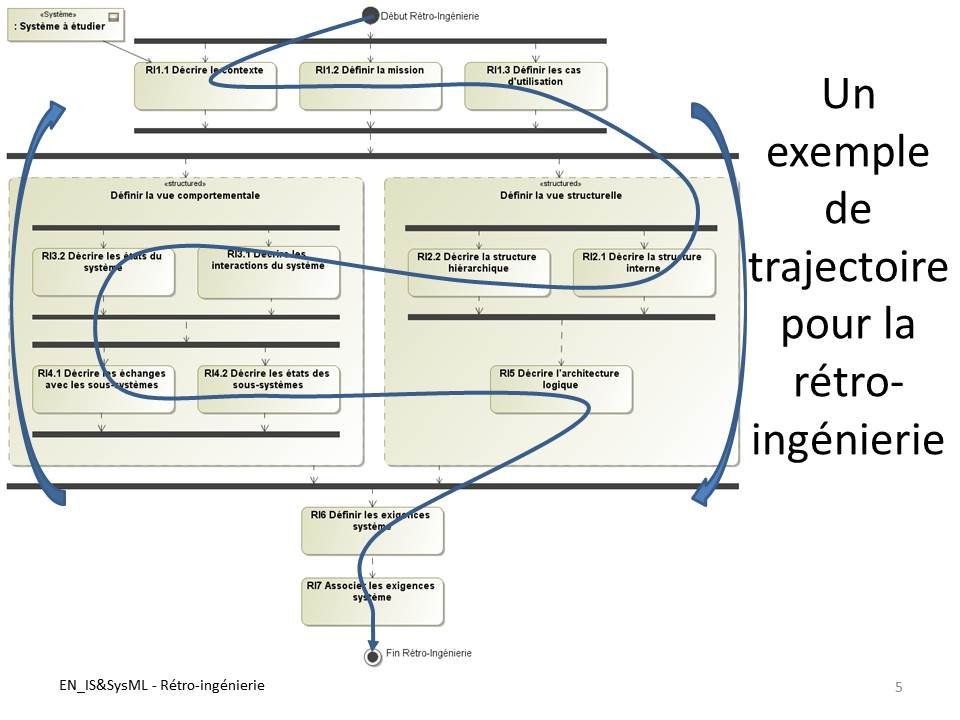 «Système»
: Système à étudier
Début Rétro-Ingénierie
RI1.1 Décrire le contexte
RI1.2 Définir la mission
RI1.3 Définir les cas
d'utilisation
«structured»
Définir la vue comportementale
«structured»
Définir la vue structurelle
RI3.2 Décrire les états du
système
RI3.1 Décrire les
interactions du système
RI2.2 Décrire la structure
hiérarchique
RI2.1 Décrire la structure
interne
RI4.1 Décrire les échanges
avec les sous-systèmes
RI4.2 Décrire les états des
sous-systèmes
RI5 Décrire l'architecture
logique
RI6 Définir les exigences
système
RI7 Associer les exigences
système
Fin Rétro-Ingénierie
Un
exemple
de
trajectoire
pour la
rétro-
ingénierie
EN_IS&SysML - Rétro-ingénierie
5